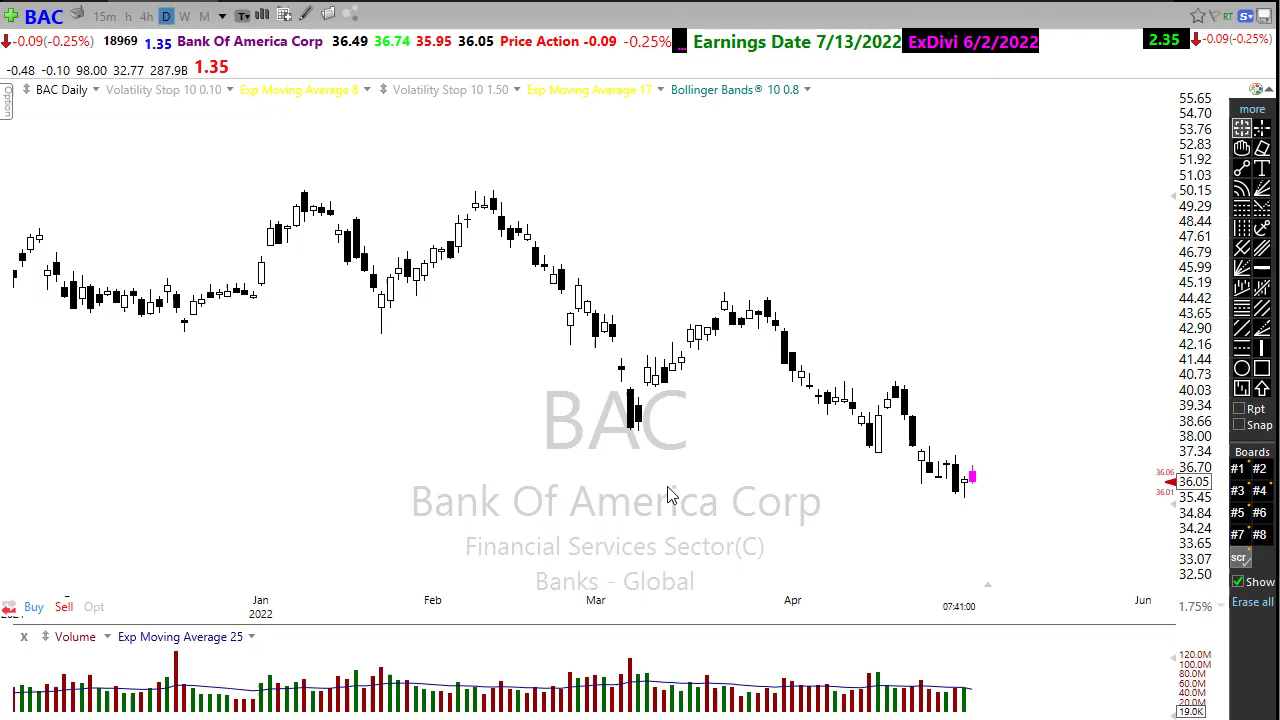 BAC 15m h 4h D W M T
RT S
-0.09(-0.25%) 18969 1.35 Bank Of America Corp 36.49 36.74 35.95 36.05 Price Action -0.09 -0.25% ... Earnings Date 7/13/2022 ExDivi 6/2/2022 2.35 -0.09(-0.25%)
-0.48 -0.10 98.00 32.77 287.9B 1.35
Option
BAC Daily Volatility Stop 10 0.10 Exp Moving Average 8 Volatility Stop 10 1.50 Exp Moving Average 17 Bollinger Bands® 10 0.8
55.65
54.70
53.76
52.83
51.92
51.03
50.15
49.29
48.44
47.61
46.79
45.99
45.19
44.42
43.65
42.90
42.16
41.44
40.73
40.03
39.34
38.66
38.00
37.34
36.70
36.06
36.05
36.01
35.45
34.84
34.24
33.65
33.07
32.50
more
T
Rpt
Snap
Boards
#1 #2
#3 #4
#5 #6
#7 #8
scr
Show
Erase all
BAC
Bank Of America Corp
Financial Services Sector(C)
Banks - Global
Buy Sell Opt
Jan Feb Mar Apr Jun
2022
07:41:00
1.75%
X Volume Exp Moving Average 25
120.0M
100.0M
80.0M
60.0M
40.0M
20.0M
19.0K